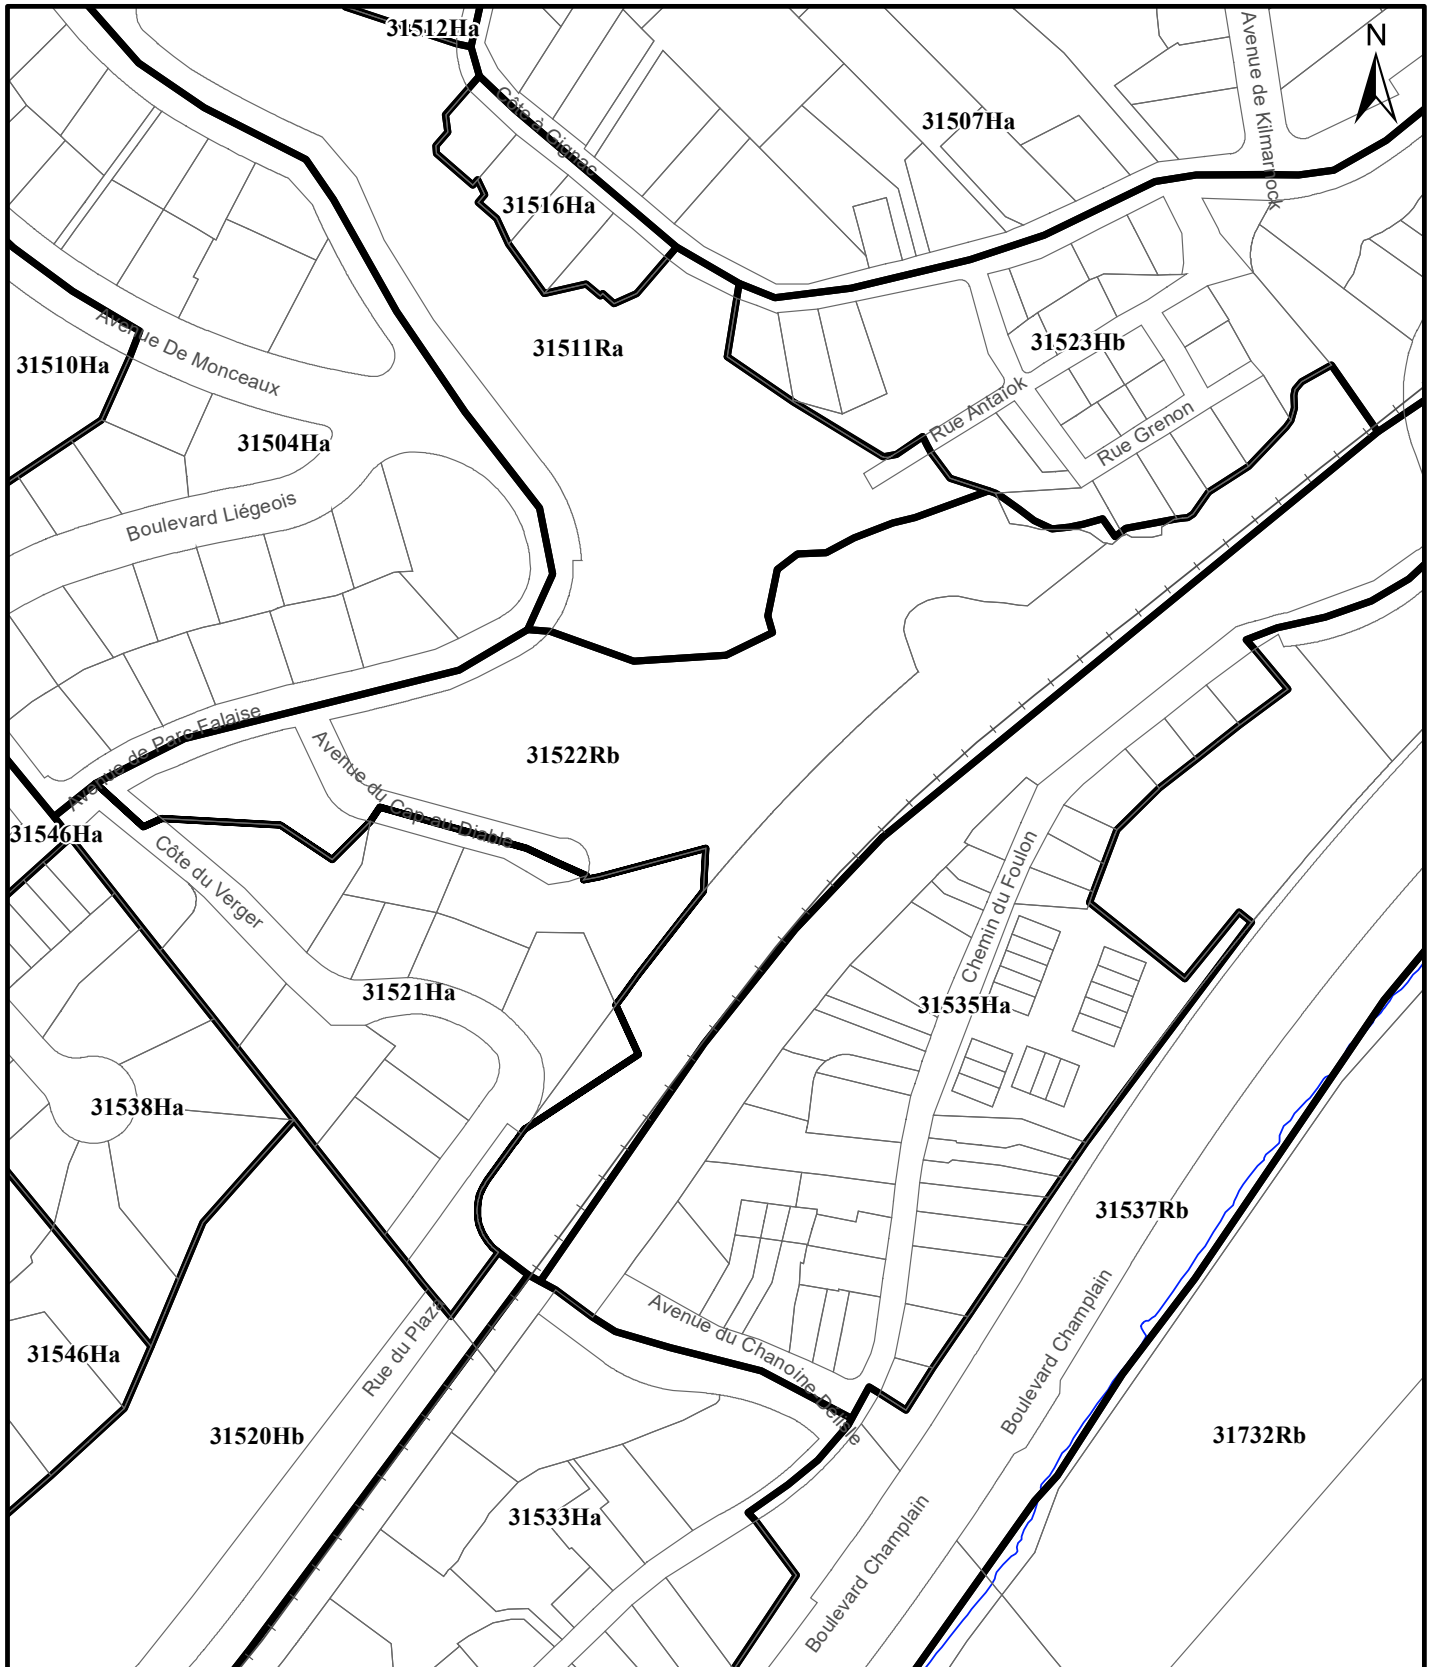 31512Ha
N
Avenue de Kilmarnock
Côte à Gignac
31507Ha
31516Ha
Avenue De Monceaux
31510Ha
31511Ra
31523Hb
Rue Antaïok
Rue Grenon
31504Ha
Boulevard Liégeois
Avenue de Parc-Falaise
Avenue du Cap-au-Diable
31522Rb
31546Ha
Côte du Verger
Chemin du Foulon
31521Ha
31535Ha
31538Ha
31537Rb
Avenue du Chanoine-Delisle
Boulevard Champlain
Rue du Plaza
31546Ha
31520Hb
31732Rb
31533Ha
Boulevard Champlain